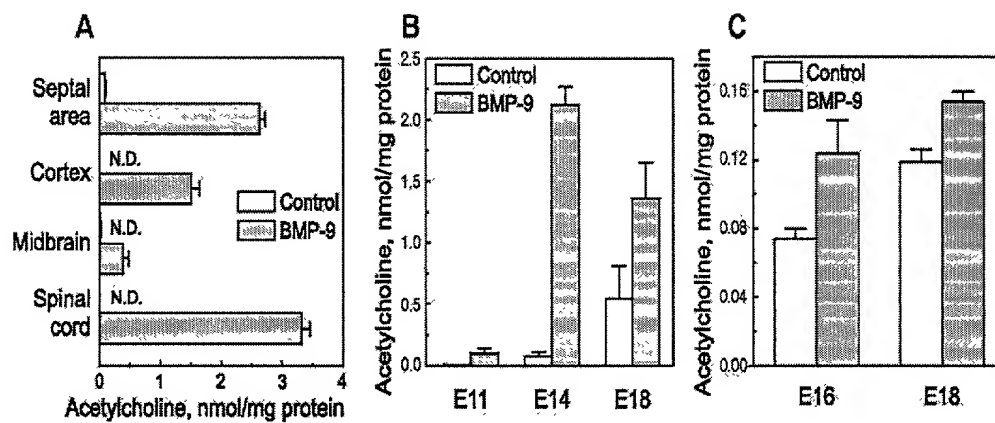 A
Septal
area
N.D.
Cortex
Control
BMP-9
N.D.
Midbrain
N.D.
Spinal
cord
0 1 2 3 4
Acetylcholine, nmol/mg protein
B
Acetylcholine, nmol/mg protein
2.5
2.0
1.5
1.0
0.5
0.0
Control
BMP-9
E11 E14 E18
C
Acetylcholine, nmol/mg protein
0.16
0.12
0.08
0.04
0.00
Control
BMP-9
E16 E18